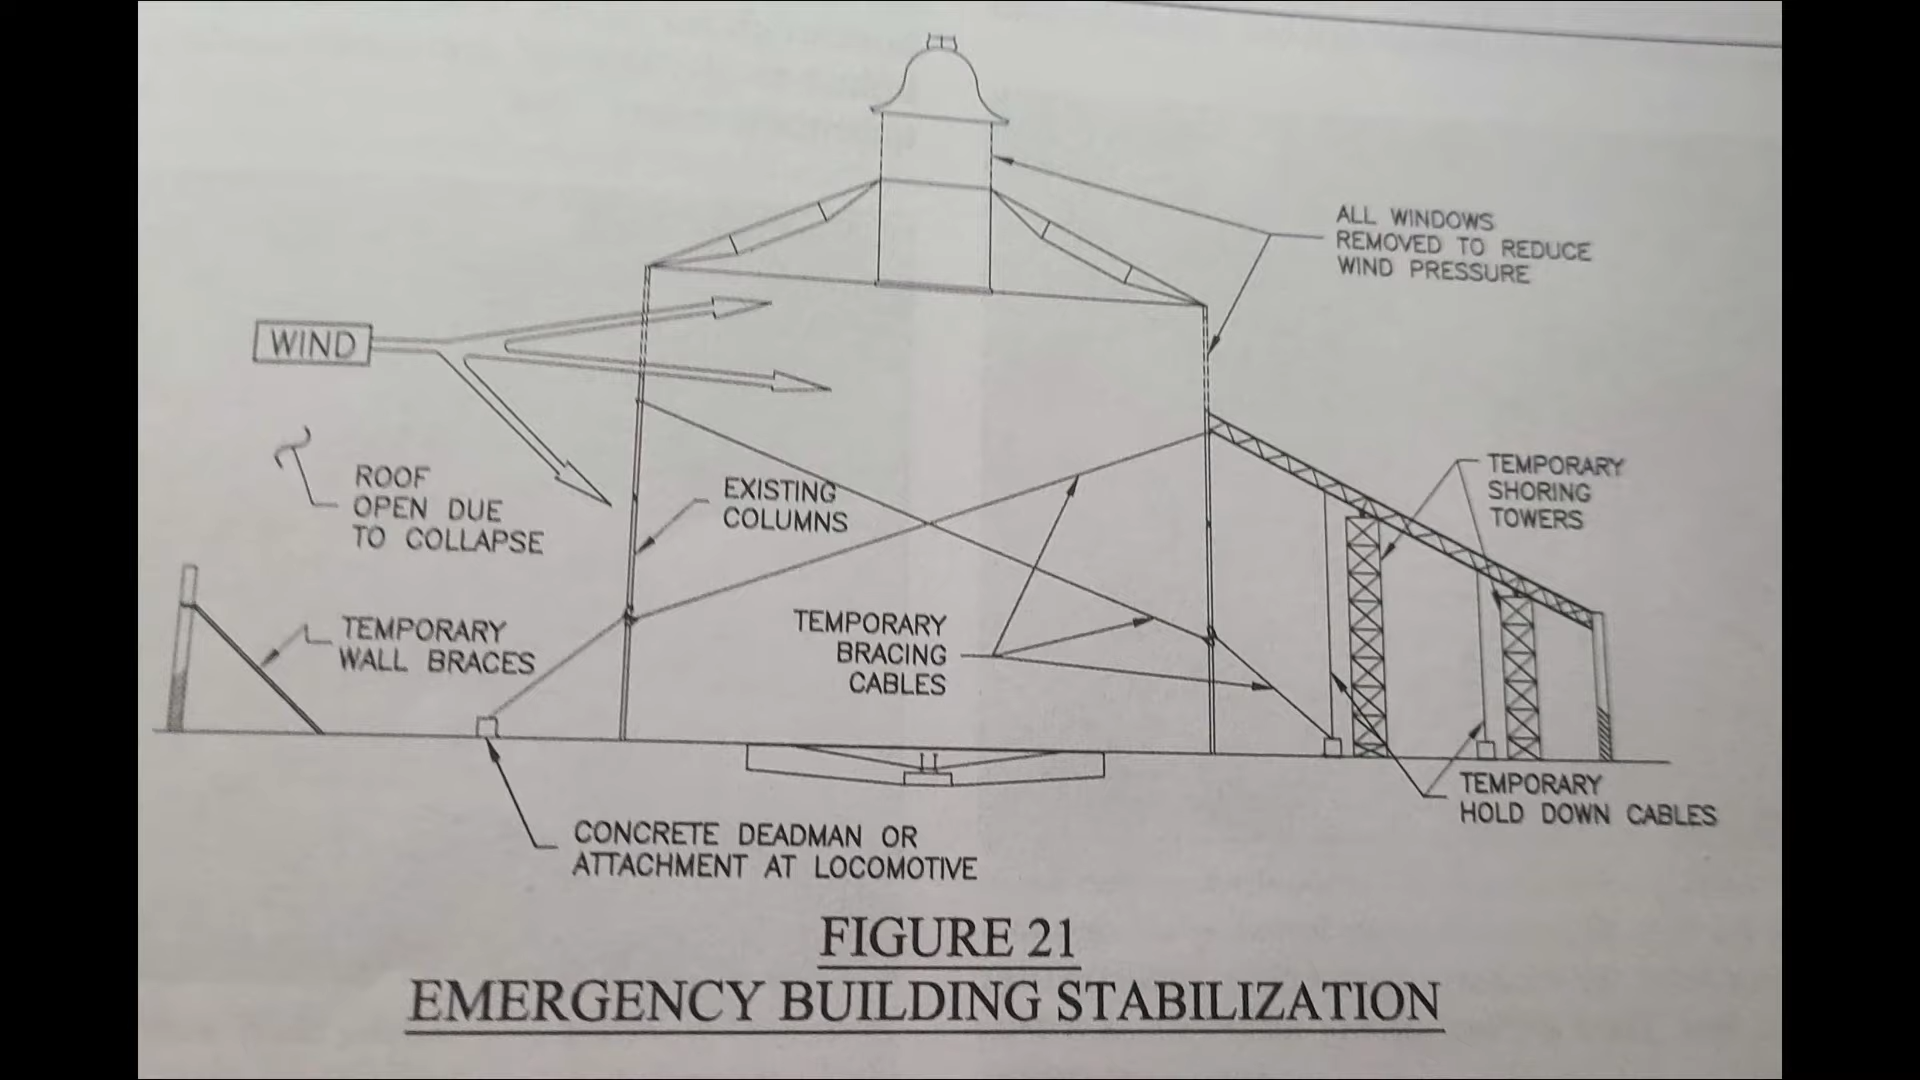 ALL WINDOWS
REMOVED TO REDUCE
WIND PRESSURE
WIND
ROOF
OPEN DUE
TO COLLAPSE
EXISTING
COLUMNS
TEMPORARY
SHORING
TOWERS
TEMPORARY
WALL BRACES
TEMPORARY
BRACING
CABLES
TEMPORARY
HOLD DOWN CABLES
CONCRETE DEADMAN OR
ATTACHMENT AT LOCOMOTIVE
FIGURE 21
EMERGENCY BUILDING STABILIZATION